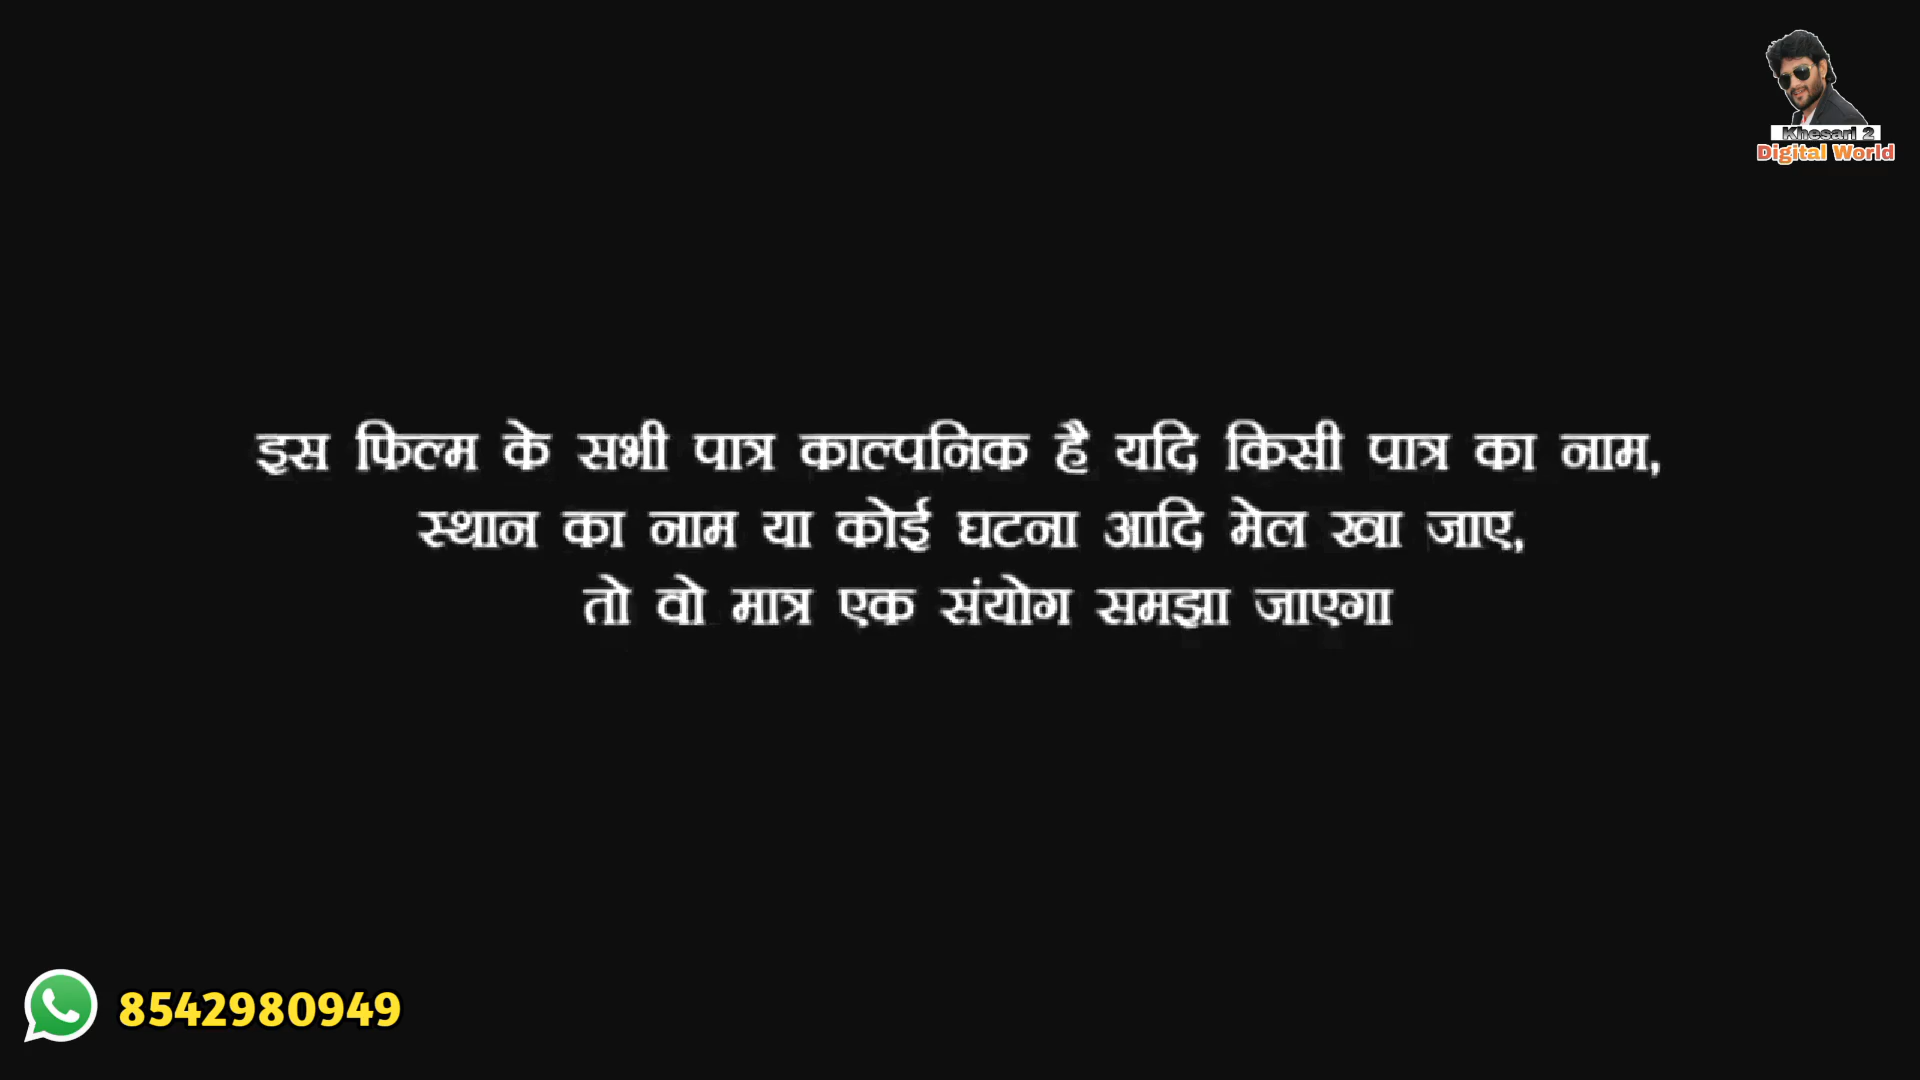 Khesari 2
Digital World
इस फिल्म के सभी पात्र काल्पनिक है यदि किसी पात्र का नाम,
स्थान का नाम या कोई घटना आदि मेल खा जाए,
तो वो मात्र एक संयोग समझा जाएगा
8542980949